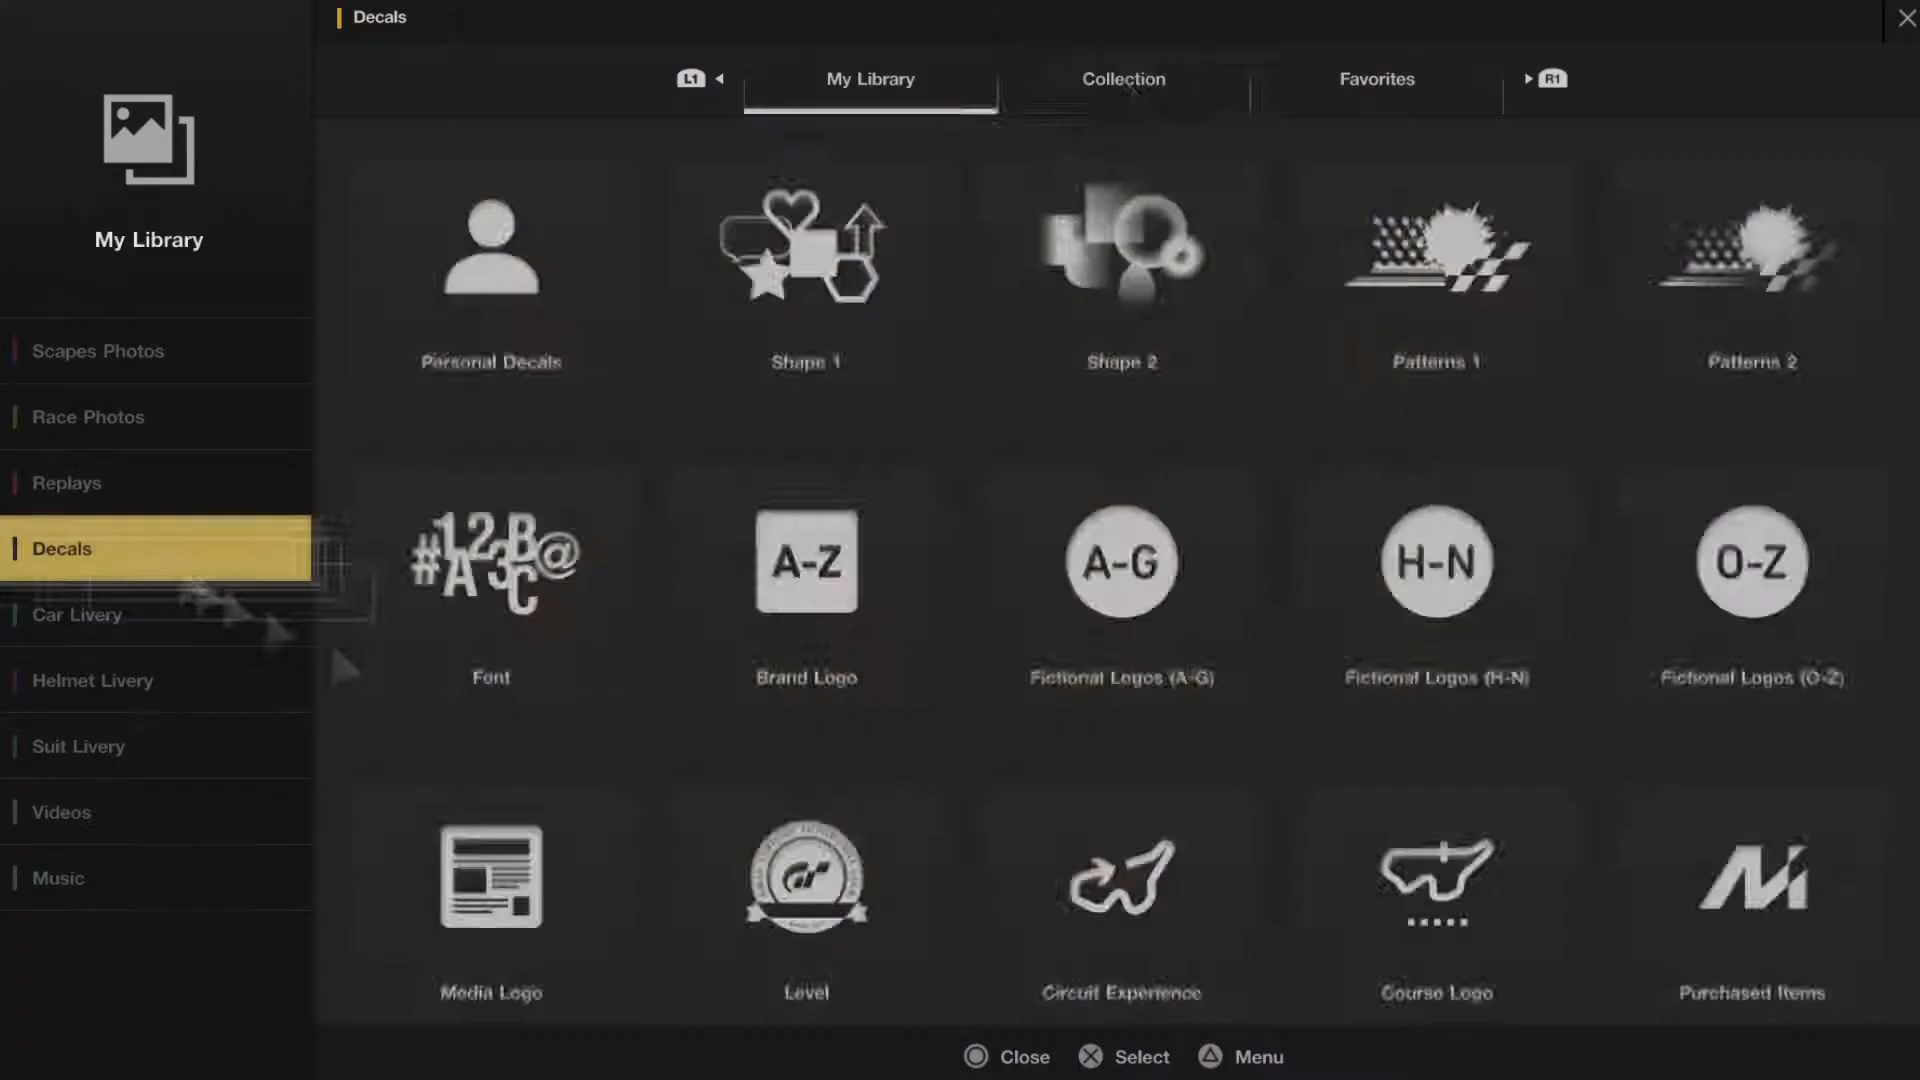 Decals
L1
My Library
Collection
Favorites
R1
My Library
Scapes Photos
Race Photos
Replays
Decals
Car Livery
Helmet Livery
Suit Livery
Videos
Music
Personal Decals
Shape 1
Shape 2
Patterns 1
Patterns 2
#123ABC@
A-Z
A-G
H-N
O-Z
Font
Brand Logo
Fictional Logos (A-G)
Fictional Logos (H-N)
Fictional Logos (O-Z)
Media Logo
Level
Circuit Experience
Course Logo
Purchased Items
Close
Select
Menu